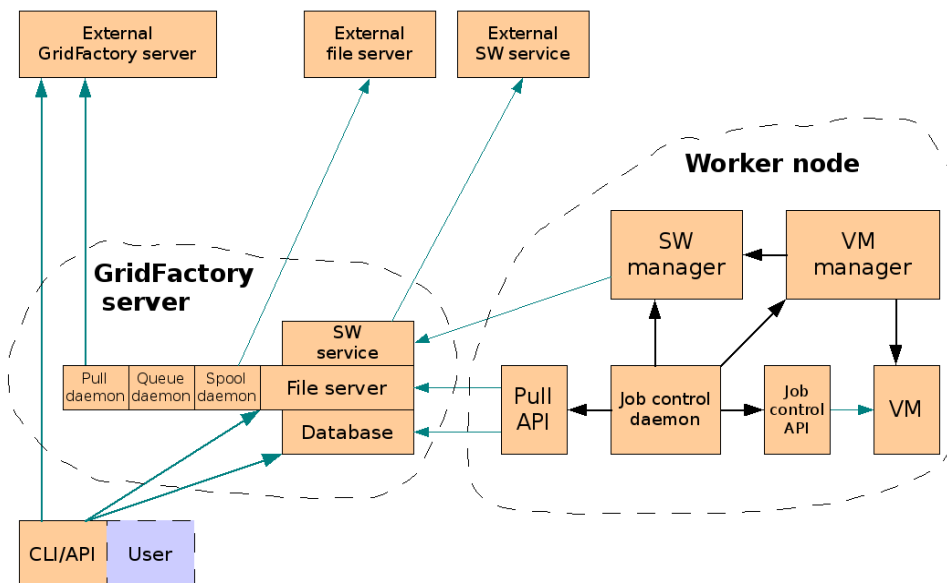 External
GridFactory server
External
file server
External
SW service
Worker node
SW
manager
VM
manager
GridFactory
server
SW
service
Pull
daemon
Queue
daemon
Spool
daemon
File server
Database
Pull
API
Job control
daemon
Job
control
API
VM
CLI/API
User